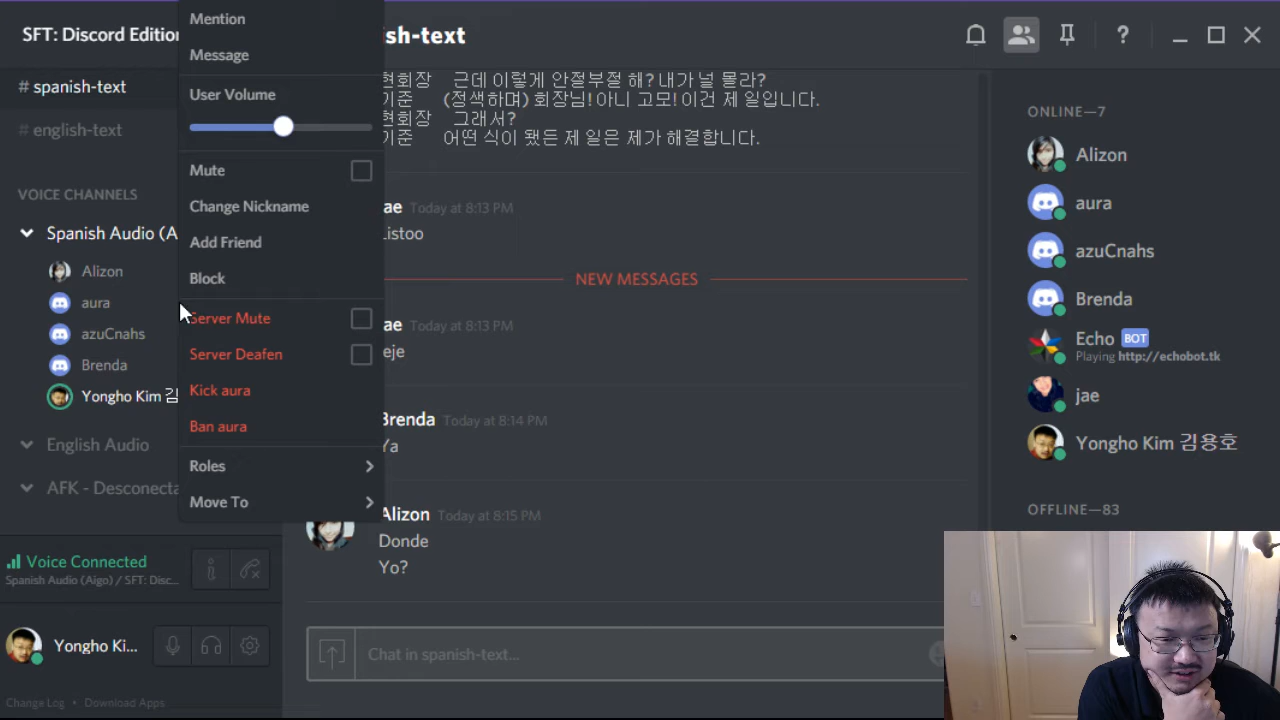 SFT: Discord Edition
# spanish-text
# english-text
VOICE CHANNELS
Spanish Audio (A
Alizon
aura
azuCnahs
Brenda
Yongho Kim 김
English Audio
AFK - Desconecta
Voice Connected
Spanish Audio (Aigo) / SFT: Disc...
Yongho Ki...
Change Log • Download Apps
Mention
Message
User Volume
Mute
Change Nickname
Add Friend
Block
Server Mute
Server Deafen
Kick aura
Ban aura
Roles
Move To
ish-text
현회장 근데 이렇게 안절부절 해? 내가 널 몰라?
이준 (정색하며) 회장님! 아니 고모! 이건 제 일입니다.
현회장 그래서?
이준 어떤 식이 됐든 제 일은 제가 해결합니다.
ae Today at 8:13 PM
Listoo
NEW MESSAGES
ae Today at 8:13 PM
eje
Brenda Today at 8:14 PM
Ya
Alizon Today at 8:15 PM
Donde
Yo?
Chat in spanish-text...
ONLINE—7
Alizon
aura
azuCnahs
Brenda
Echo BOT
Playing http://echobot.tk
jae
Yongho Kim 김용호
OFFLINE—83